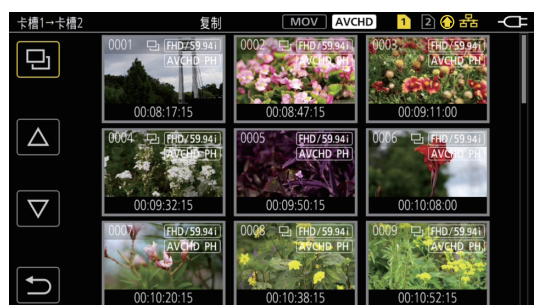 卡槽1→卡槽2 复制 MOV AVCHD 1 2
0001 FHD/59.94i AVCHD PH
00:08:17:15
0002 FHD/59.94i AVCHD PH
00:08:47:15
0003 FHD/59.94i AVCHD PH
00:09:11:00
0004 FHD/59.94i AVCHD PH
00:09:32:15
0005 FHD/59.94i AVCHD PH
00:09:50:15
0006 FHD/59.94i AVCHD PH
00:10:08:00
0007 FHD/59.94i AVCHD PH
00:10:20:15
0008 FHD/59.94i AVCHD PH
00:10:38:15
0009 FHD/59.94i AVCHD PH
00:10:52:15